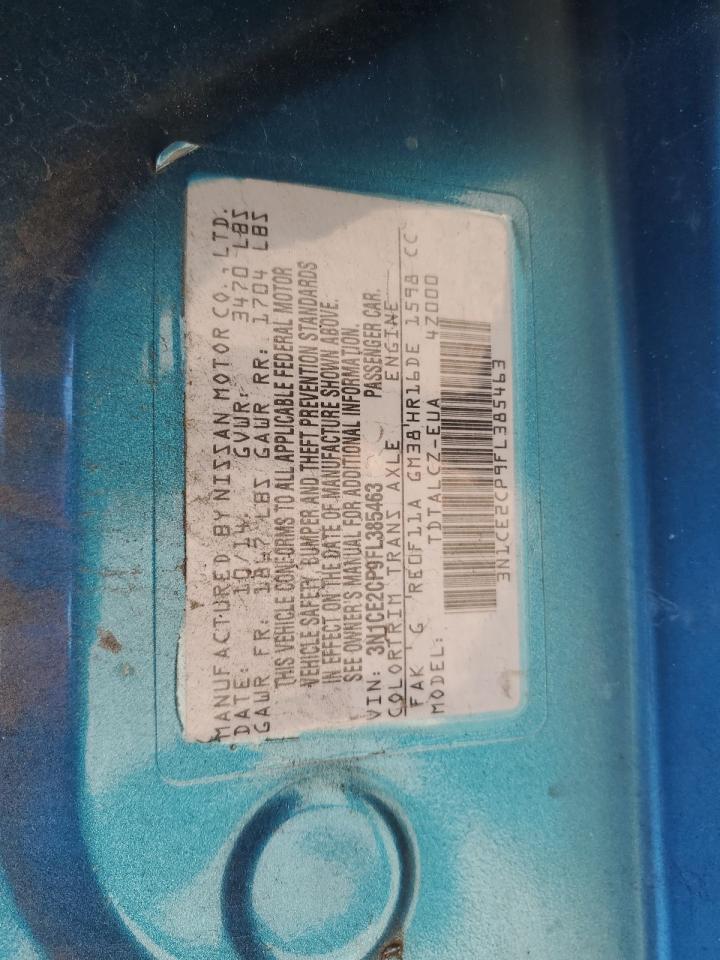 MANUFACTURED BY NISSAN MOTOR CO., LTD.
DATE: 10/14 GVWR: 3470 LBS
GAWR FR: LBS GAWR RR: 1704 LBS
THIS VEHICLE CONFORMS TO ALL APPLICABLE FEDERAL MOTOR
VEHICLE SAFETY, BUMPER AND THEFT PREVENTION STANDARDS
IN EFFECT ON THE DATE OF MANUFACTURE SHOWN ABOVE.
SEE OWNER'S MANUAL FOR ADDITIONAL INFORMATION.
VIN: 3N1CE2CP9FL385463 PASSENGER CAR.
COLOR TRIM TRANS AXLE ENGINE
FAK G RE0F11A GM38 HR16DE 1598 CC
MODEL: TDTALCZ-EUA 4Z000
3N1CE2CP9FL385463